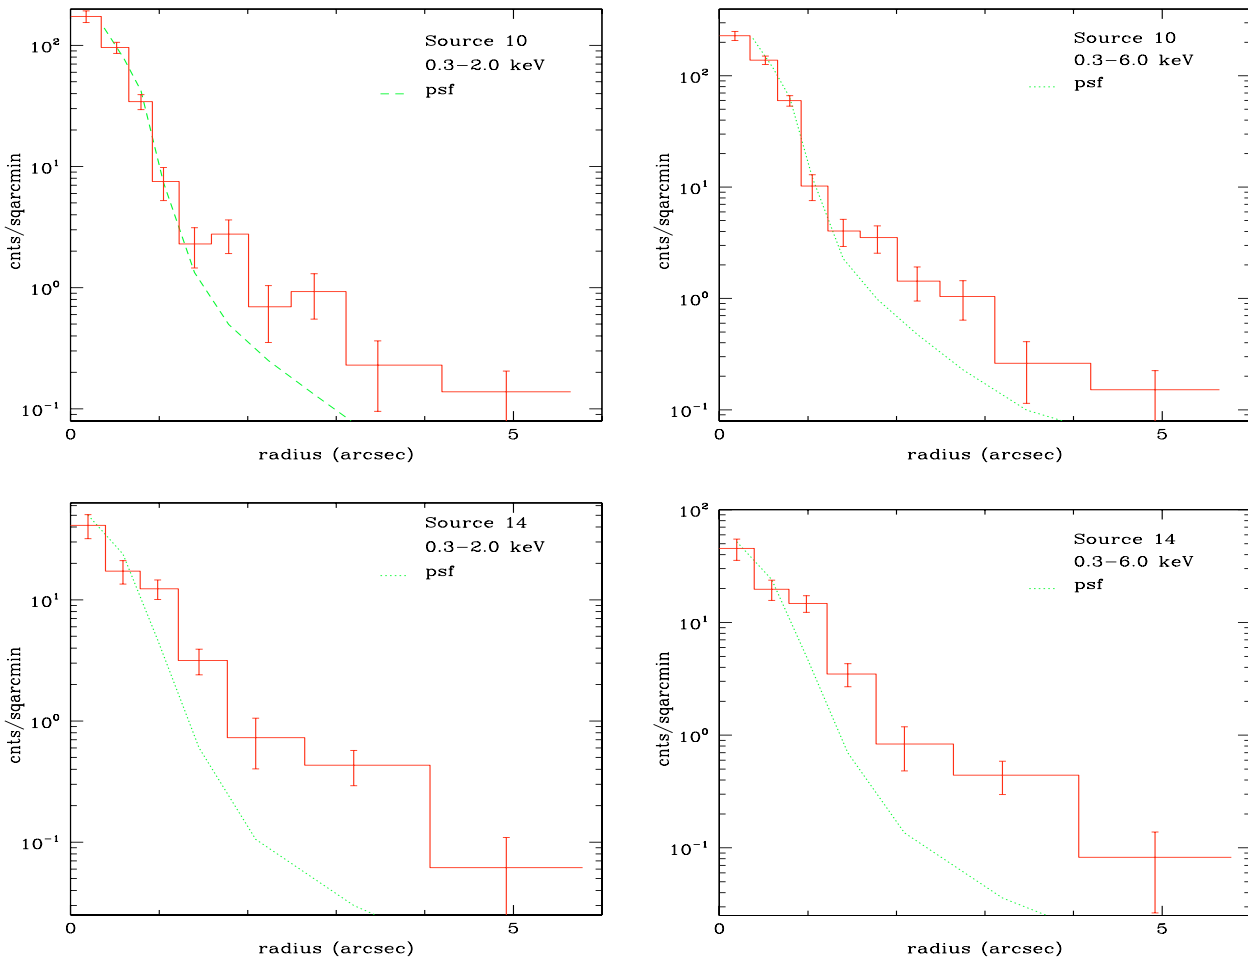 Source 10
0.3−2.0 keV
psf
10²
10¹
10⁰
10⁻¹
cnts/sqarcmin
0
5
radius (arcsec)
Source 10
0.3−6.0 keV
psf
10²
10¹
10⁰
10⁻¹
cnts/sqarcmin
0
5
radius (arcsec)
Source 14
0.3−2.0 keV
psf
10¹
10⁰
10⁻¹
cnts/sqarcmin
0
5
radius (arcsec)
10²
Source 14
0.3−6.0 keV
psf
10¹
10⁰
10⁻¹
cnts/sqarcmin
0
5
radius (arcsec)